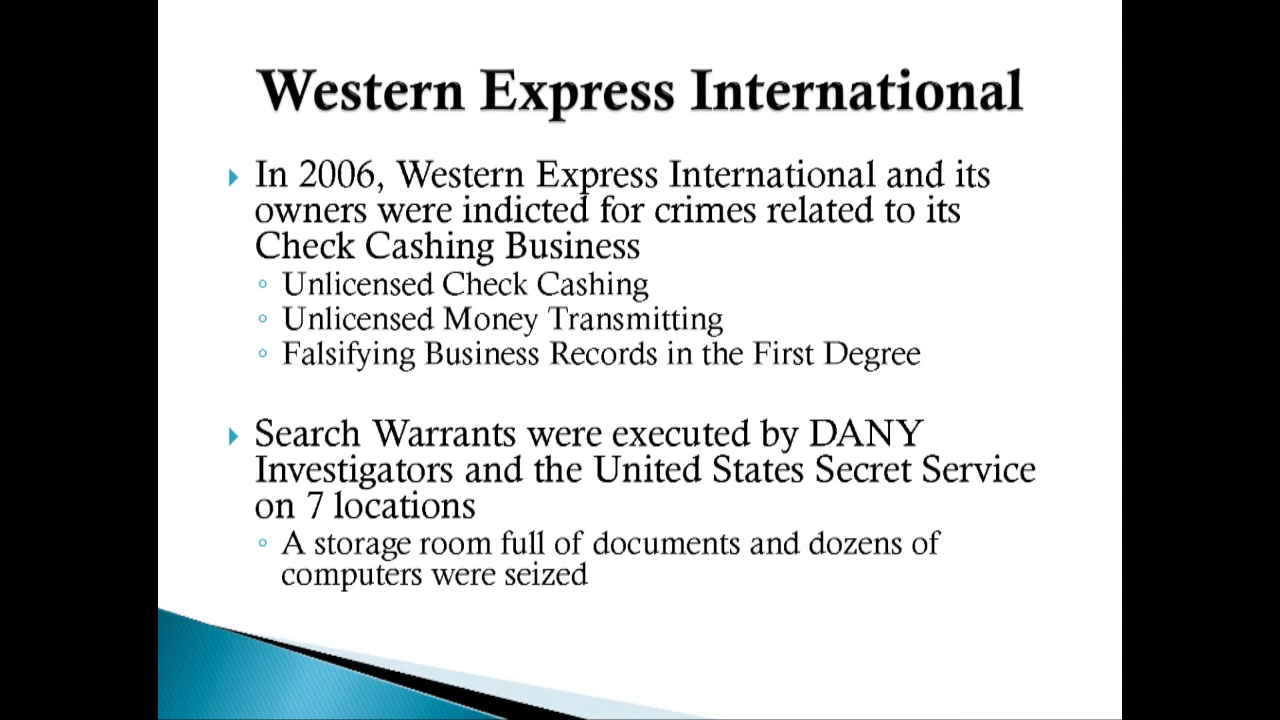 Western Express International
In 2006, Western Express International and its
owners were indicted for crimes related to its
Check Cashing Business
Unlicensed Check Cashing
Unlicensed Money Transmitting
Falsifying Business Records in the First Degree
Search Warrants were executed by DANY
Investigators and the United States Secret Service
on 7 locations
A storage room full of documents and dozens of
computers were seized